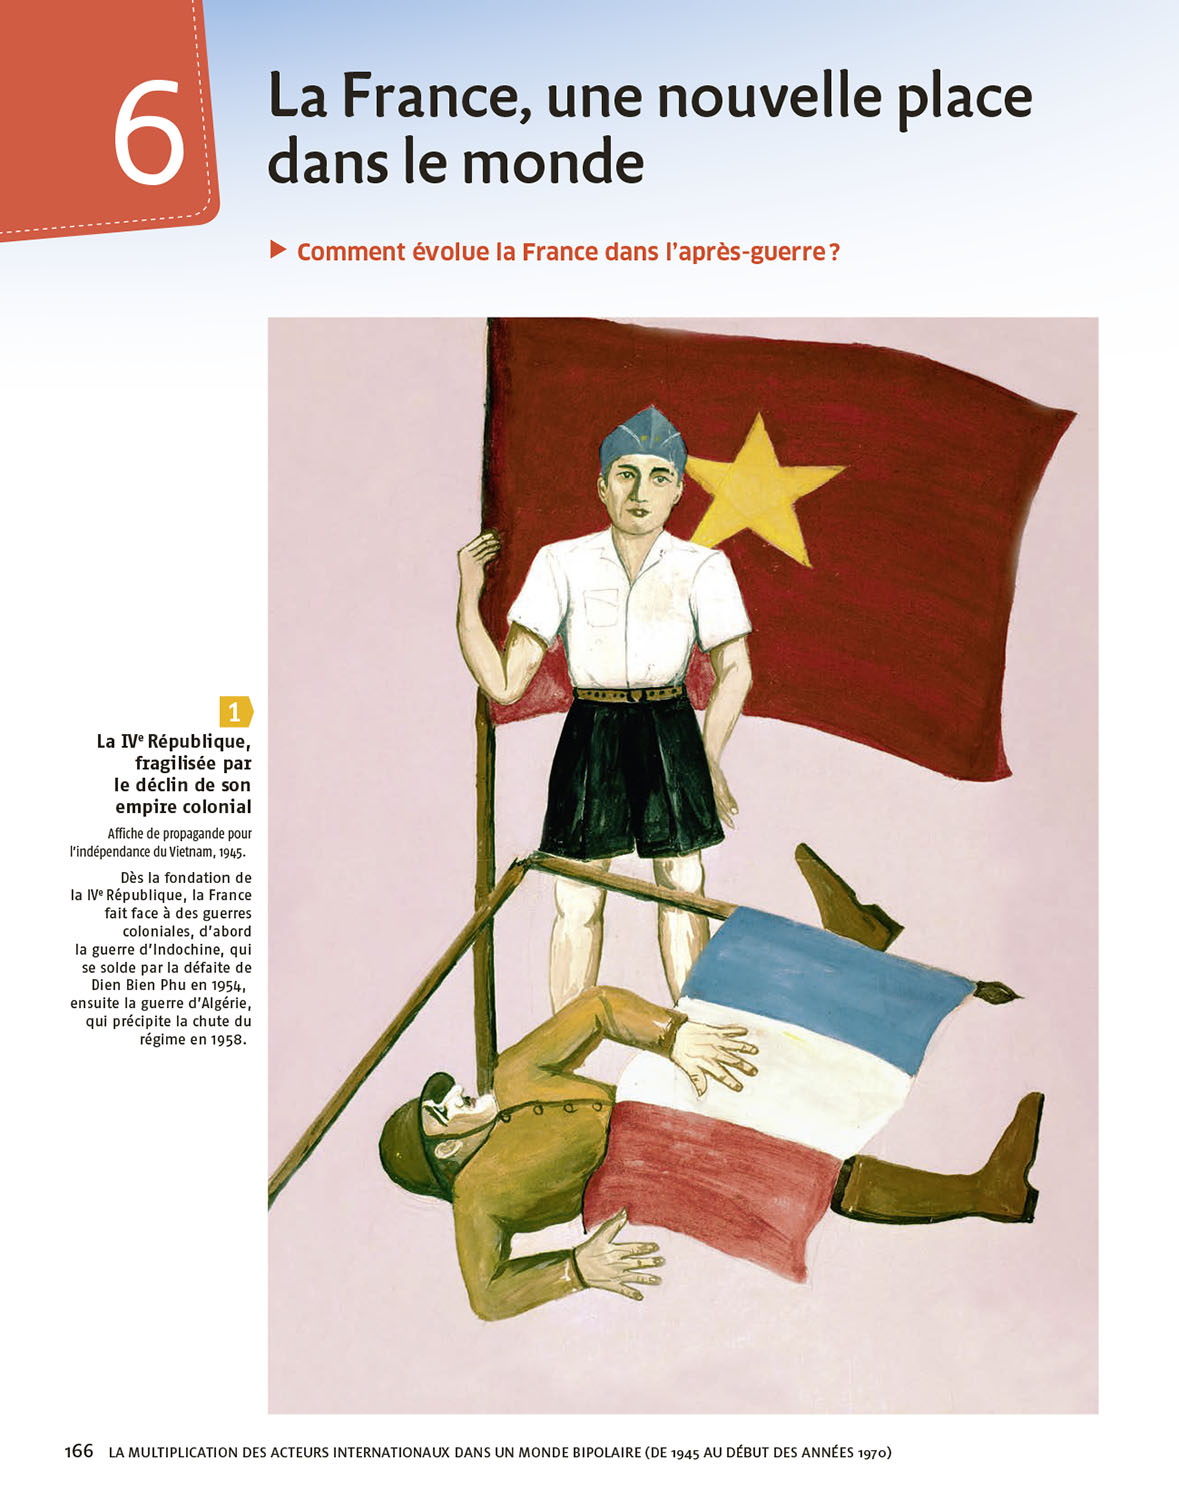 6
La France, une nouvelle place
dans le monde
▶ Comment évolue la France dans l’après-guerre ?
1
La IVe République,
fragilisée par
le déclin de son
empire colonial
Affiche de propagande pour
l’indépendance du Vietnam, 1945.
Dès la fondation de
la IVe République, la France
fait face à des guerres
coloniales, d’abord
la guerre d’Indochine, qui
se solde par la défaite de
Dien Bien Phu en 1954,
ensuite la guerre d’Algérie,
qui précipite la chute du
régime en 1958.
166 LA MULTIPLICATION DES ACTEURS INTERNATIONAUX DANS UN MONDE BIPOLAIRE (DE 1945 AU DÉBUT DES ANNÉES 1970)